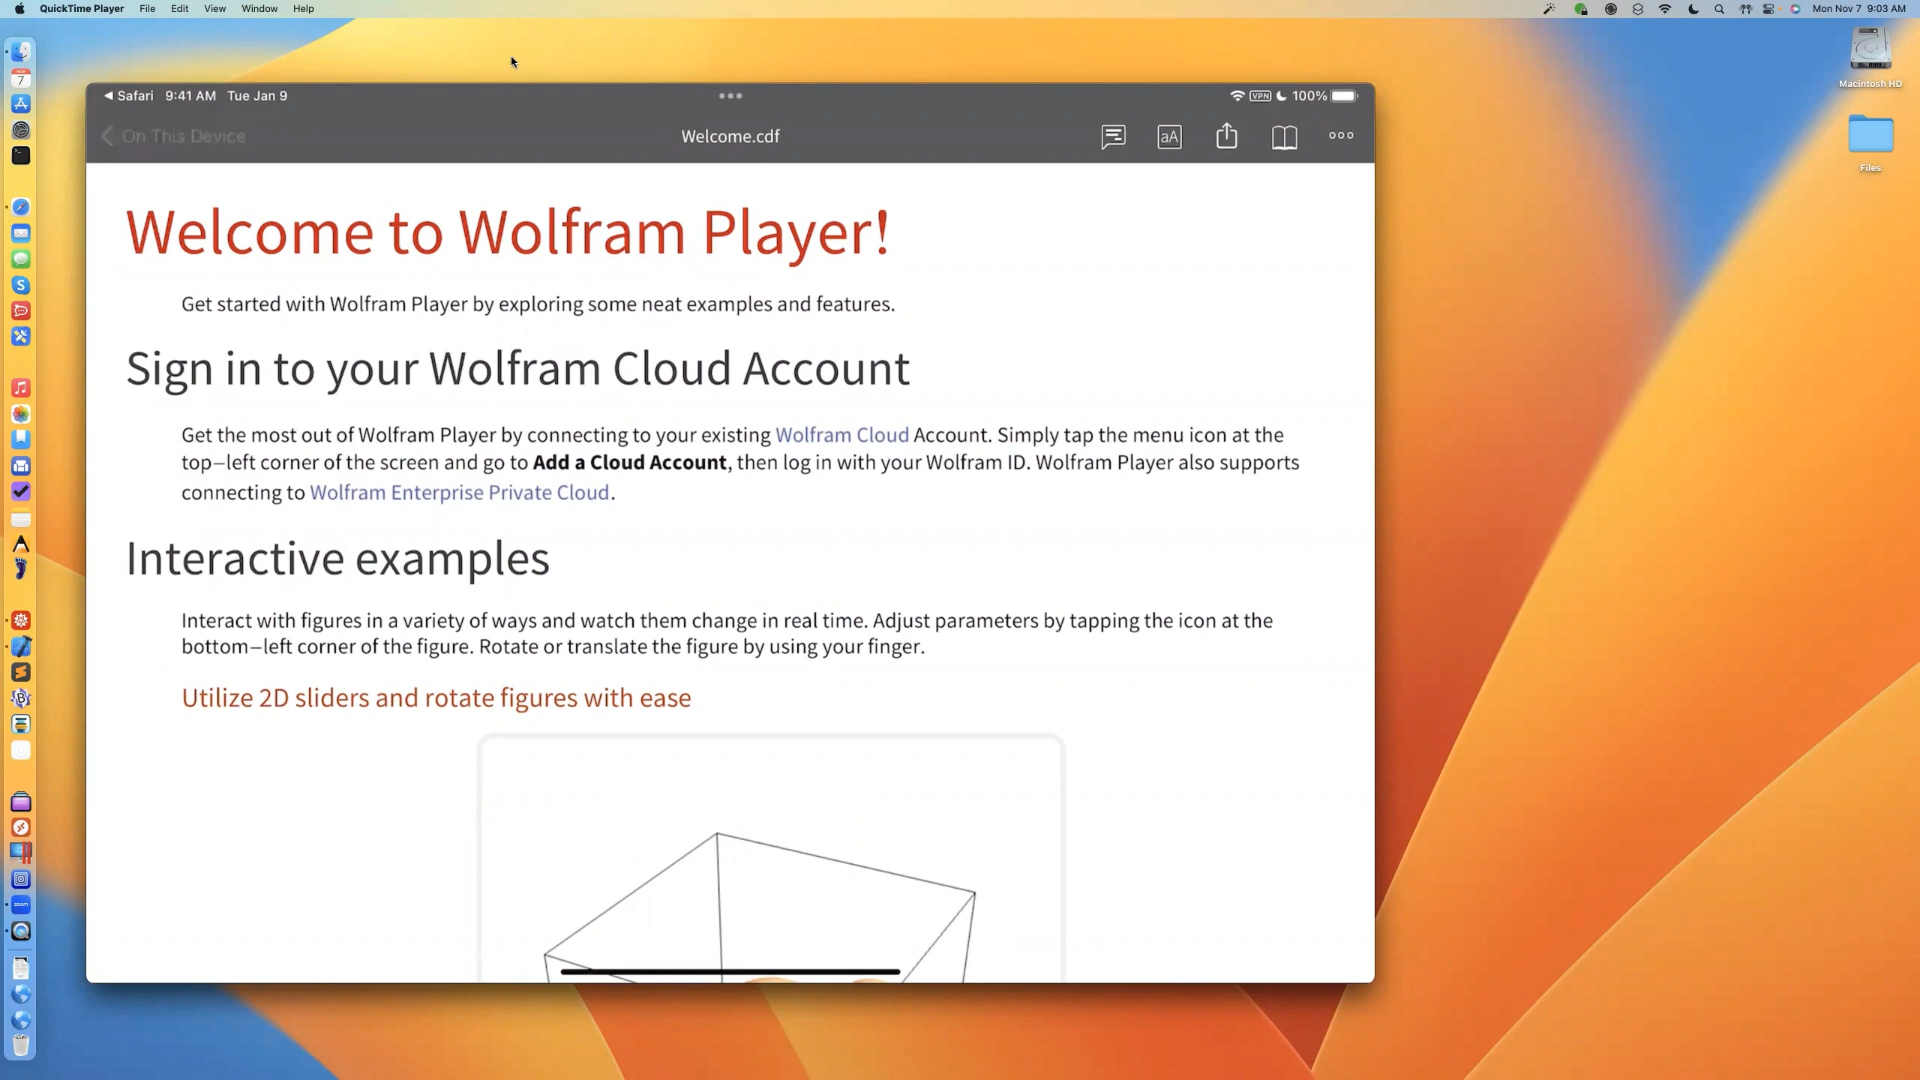 QuickTime Player File Edit View Window Help
Mon Nov 7 9:03 AM
Macintosh HD
Files
Safari 9:41 AM Tue Jan 9
VPN 100%
On This Device
Welcome.cdf
aA
Welcome to Wolfram Player!
Get started with Wolfram Player by exploring some neat examples and features.
Sign in to your Wolfram Cloud Account
Get the most out of Wolfram Player by connecting to your existing Wolfram Cloud Account. Simply tap the menu icon at the
top–left corner of the screen and go to Add a Cloud Account, then log in with your Wolfram ID. Wolfram Player also supports
connecting to Wolfram Enterprise Private Cloud.
Interactive examples
Interact with figures in a variety of ways and watch them change in real time. Adjust parameters by tapping the icon at the
bottom–left corner of the figure. Rotate or translate the figure by using your finger.
Utilize 2D sliders and rotate figures with ease
7
S
zoom